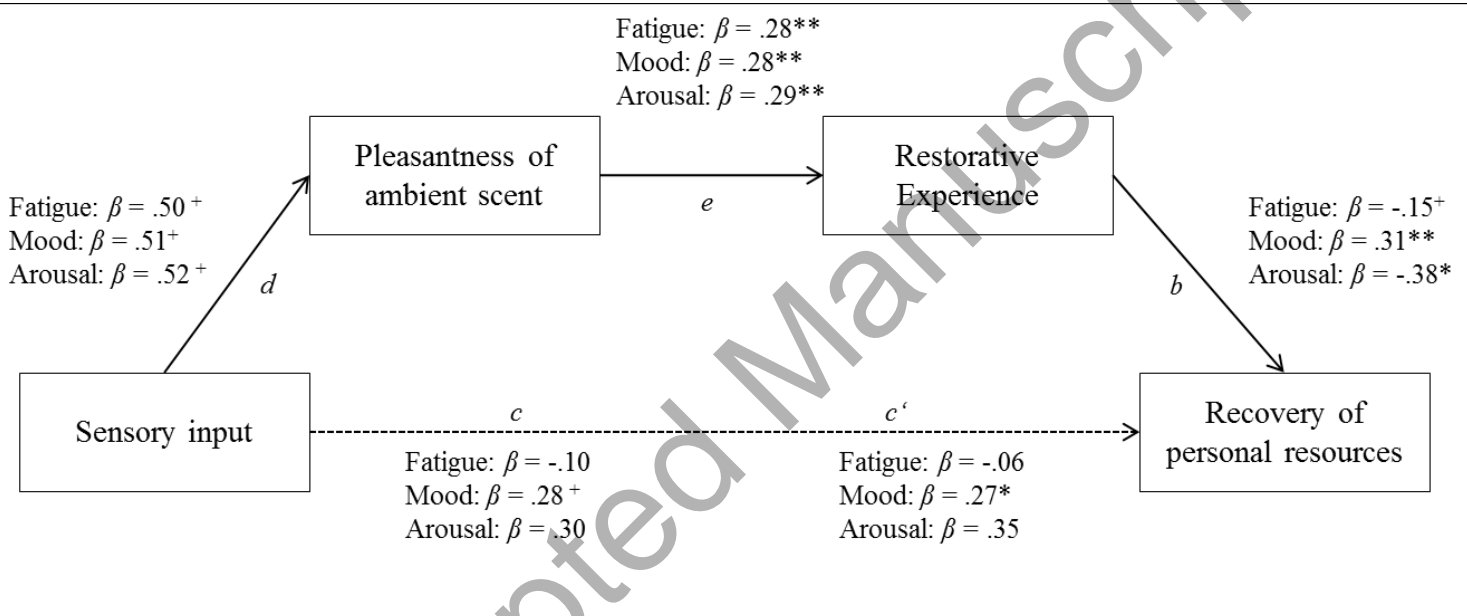 Fatigue: β = .28**
Mood: β = .28**
Arousal: β = .29**
Pleasantness of
ambient scent
e
Restorative
Experience
Fatigue: β = .50 +
Mood: β = .51+
Arousal: β = .52 +
d
Fatigue: β = -.15+
Mood: β = .31**
Arousal: β = -.38*
b
Sensory input
c
c‘
Recovery of
personal resources
Fatigue: β = -.10
Mood: β = .28 +
Arousal: β = .30
Fatigue: β = -.06
Mood: β = .27*
Arousal: β = .35
pted Manuscrip